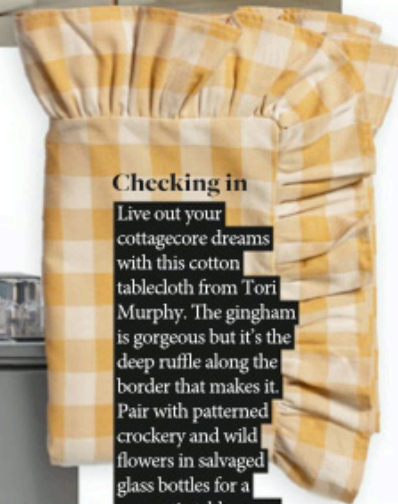 Checking in
Live out your
cottagecore dreams
with this cotton
tablecloth from Tori
Murphy. The gingham
is gorgeous but it's the
deep ruffle along the
border that makes it.
Pair with patterned
crockery and wild
flowers in salvaged
glass bottles for a